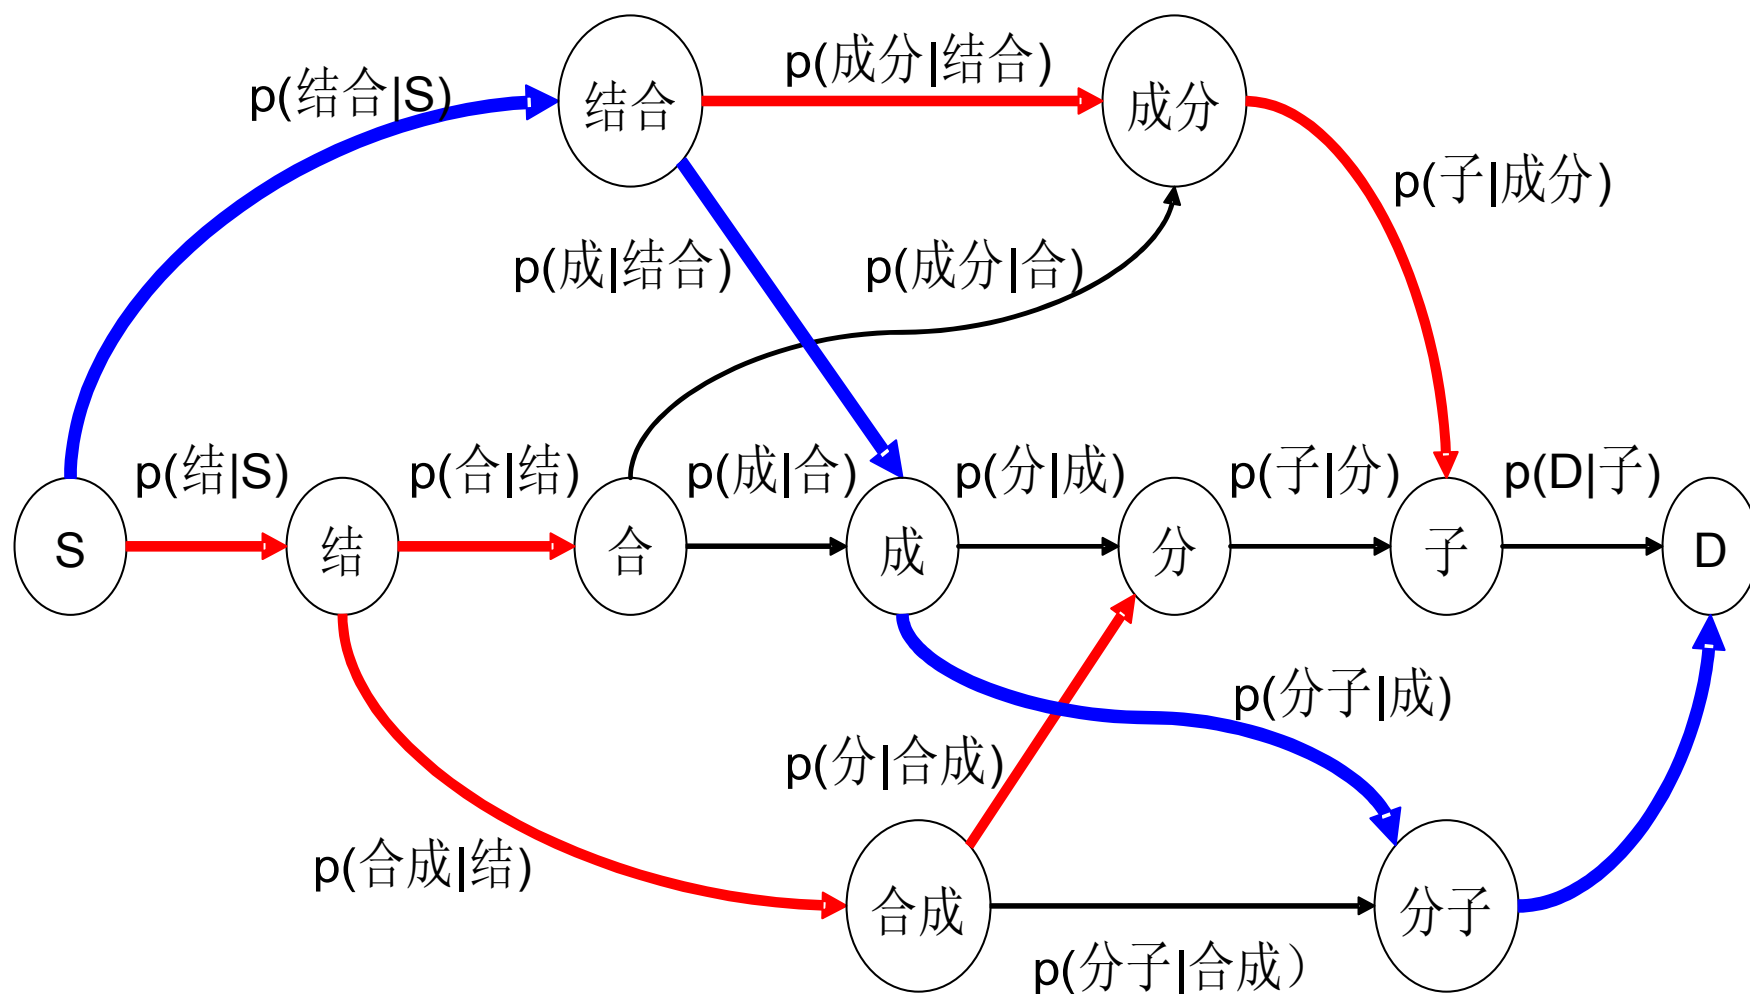 p(成分|结合)
p(结合|S)
结合
成分
p(子|成分)
p(成|结合)
p(成分|合)
p(结|S)
p(合|结)
p(成|合)
p(分|成)
p(子|分)
p(D|子)
S
结
合
成
分
子
D
p(分子|成)
p(分|合成)
p(合成|结)
合成
分子
p(分子|合成）